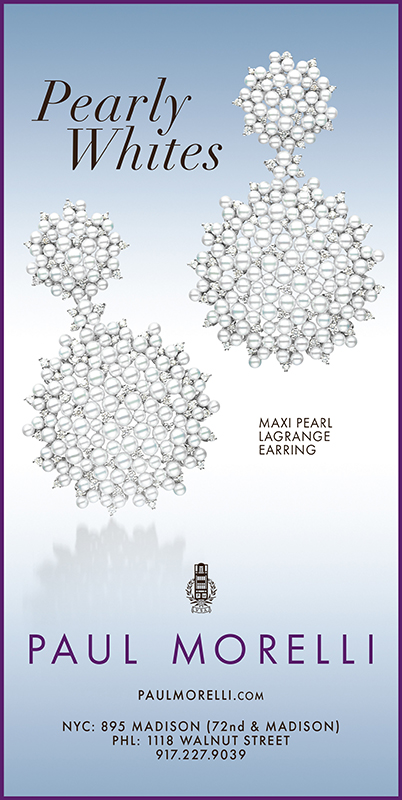 Pearly
Whites
MAXI PEARL
LAGRANGE
EARRING
PAUL MORELLI
PAULMORELLI.COM
NYC: 895 MADISON (72nd & MADISON)
PHL: 1118 WALNUT STREET
917.227.9039